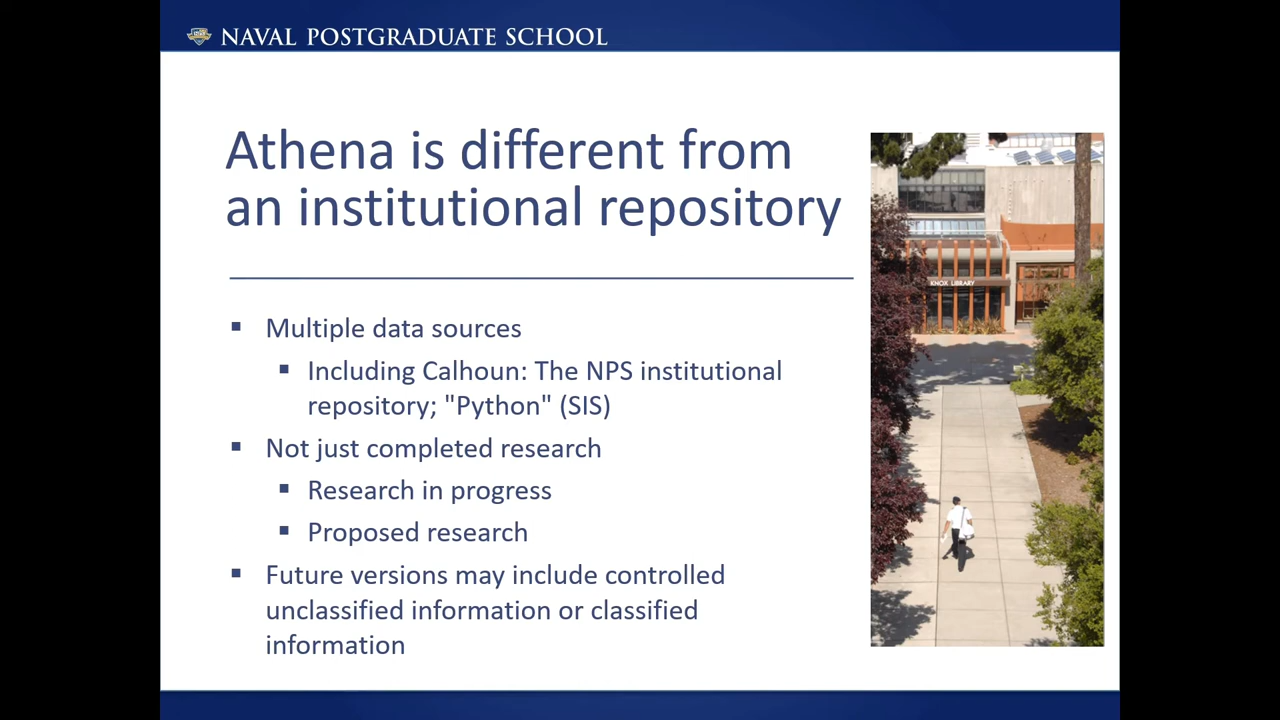 NAVAL POSTGRADUATE SCHOOL
Athena is different from
an institutional repository
▪ Multiple data sources
▪ Including Calhoun: The NPS institutional
repository; "Python" (SIS)
▪ Not just completed research
▪ Research in progress
▪ Proposed research
▪ Future versions may include controlled
unclassified information or classified
information
KNOX LIBRARY